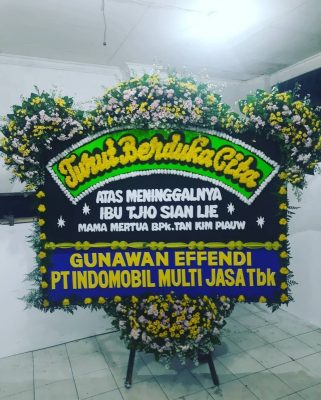 Turut Berduka Cita
ATAS MENINGGALNYA
IBU TJIO SIAN LIE
MAMA MERTUA BPK.TAN KIM PIAUW
GUNAWAN EFFENDI
PT INDOMOBIL MULTI JASA Tbk